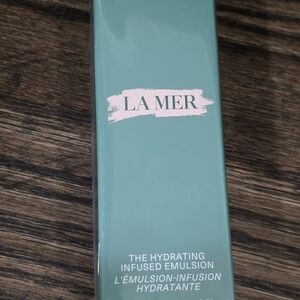 LA MER
THE HYDRATING
INFUSED EMULSION
L'ÉMULSION-INFUSION
HYDRATANTE